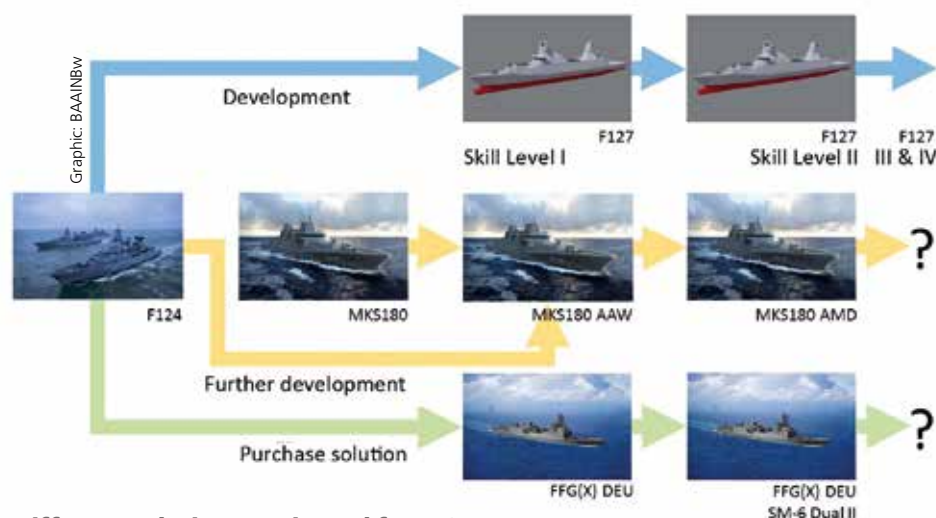 Graphic: BAAINBw
Development
F127
Skill Level I
F127
Skill Level II
F127
III & IV
F124
MKS180
MKS180 AAW
MKS180 AMD
?
Further development
Purchase solution
FFG(X) DEU
FFG(X) DEU
SM-6 Dual II
?